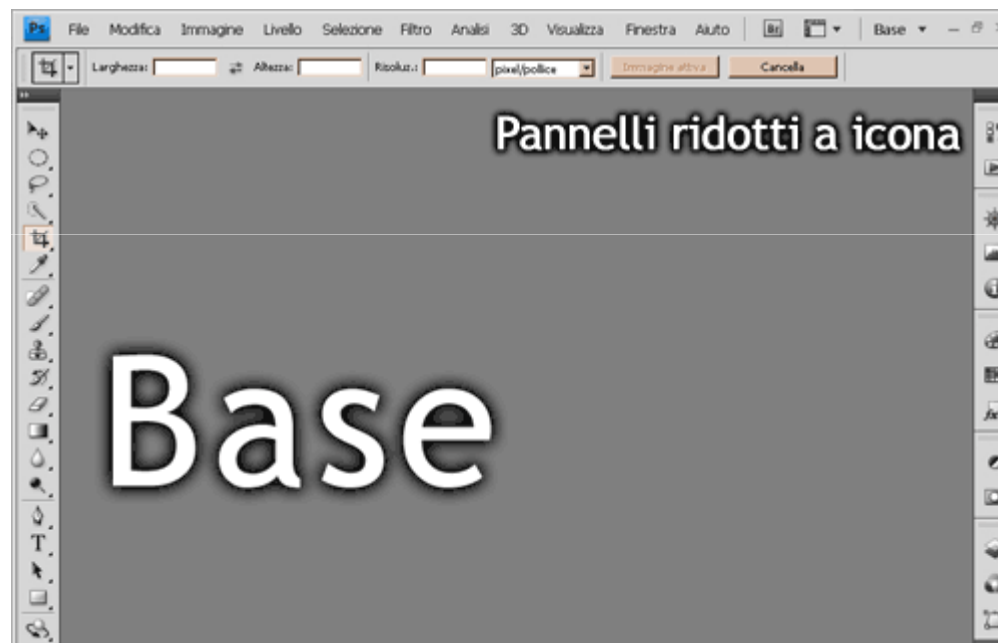 Ps File Modifica Immagine Livello Selezione Filtro Analisi 3D Visualizza Finestra Aiuto Br Base
Larghezza: Altezza: Risoluz.: pixel/pollice Immagine attiva Cancella
Pannelli ridotti a icona
Base